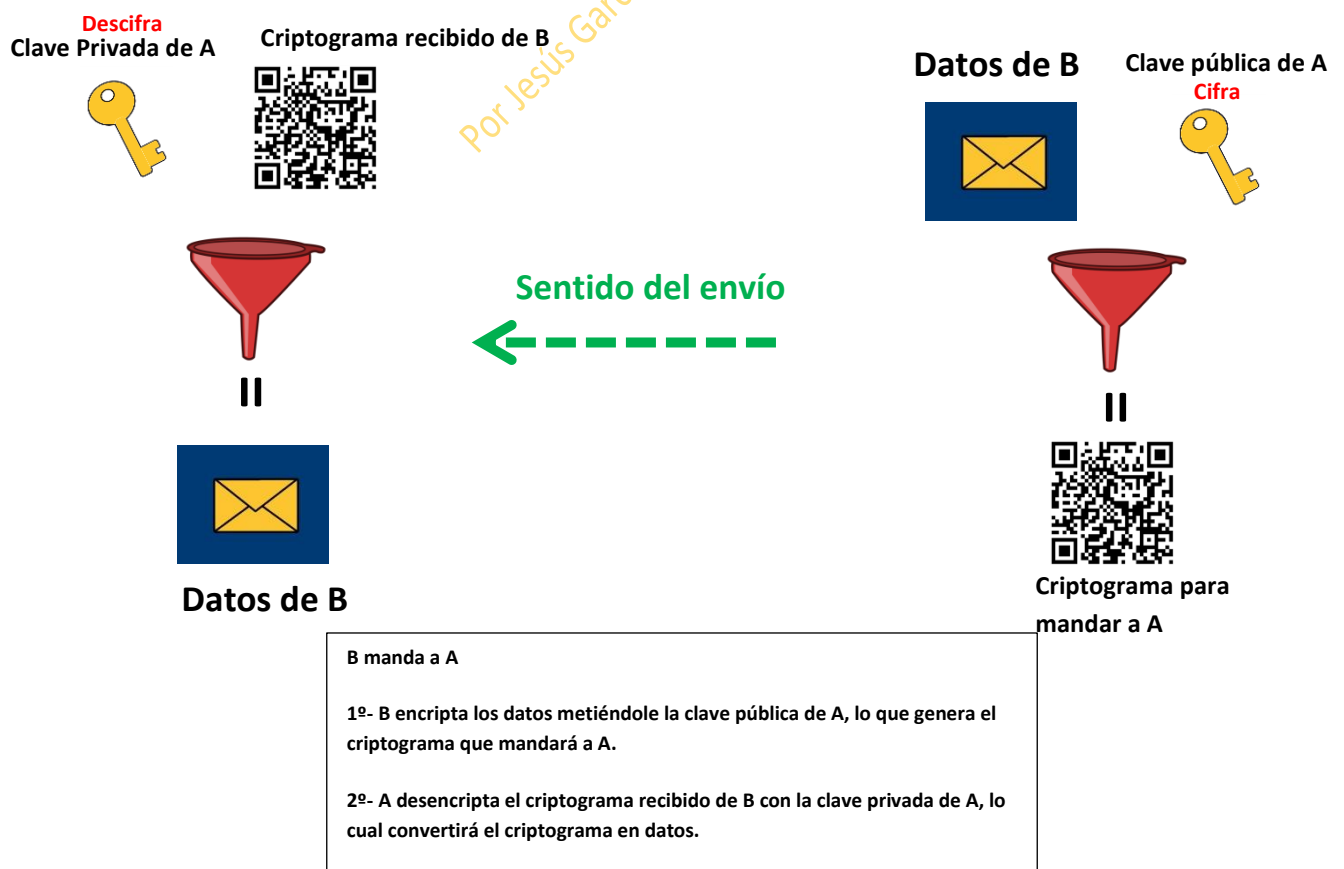 Descifra
Clave Privada de A
Criptograma recibido de B
Por Jesús
Datos de B
Clave pública de A
Cifra
Sentido del envío
Datos de B
Criptograma para
mandar a A
B manda a A
1º- B encripta los datos metiéndole la clave pública de A, lo que genera el
criptograma que mandará a A.
2º- A desencripta el criptograma recibido de B con la clave privada de A, lo
cual convertirá el criptograma en datos.